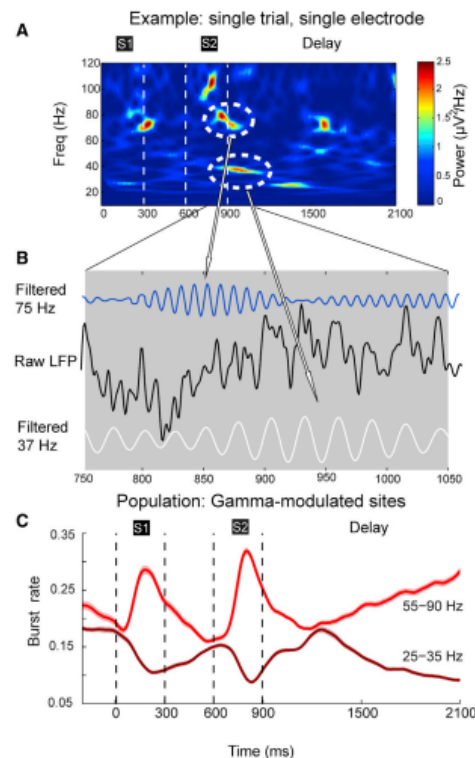 Example: single trial, single electrode
A
S1 S2 Delay
Freq (Hz)
120
100
80
60
40
20
10 300 600 900 1500 2100
2.5
2
1.5
1
0.5
0
Power (µV²/Hz)
B
Filtered
75 Hz
Raw LFP
Filtered
37 Hz
750 800 850 900 950 1000 1050
Population: Gamma-modulated sites
C
S1 S2 Delay
Burst rate
0.35
0.25
0.15
0.05
55–90 Hz
25–35 Hz
0 300 600 900 1500 2100
Time (ms)